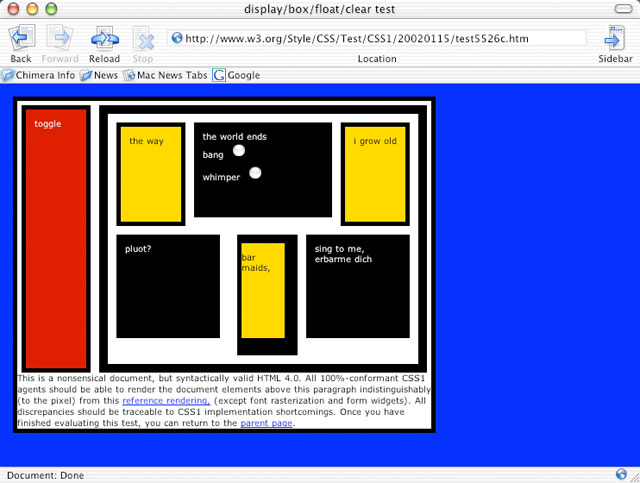 display/box/float/clear test
http://www.w3.org/Style/CSS/Test/CSS1/20020115/test5526c.htm
Back Forward Reload Stop Location Sidebar
Chimera Info News Mac News Tabs Google
toggle
the way
the world ends
bang
whimper
i grow old
pluot?
bar
maids,
sing to me,
erbarme dich
This is a nonsensical document, but syntactically valid HTML 4.0. All 100%-conformant CSS1
agents should be able to render the document elements above this paragraph indistinguishably
(to the pixel) from this reference rendering, (except font rasterization and form widgets). All
discrepancies should be traceable to CSS1 implementation shortcomings. Once you have
finished evaluating this test, you can return to the parent page.
Document: Done